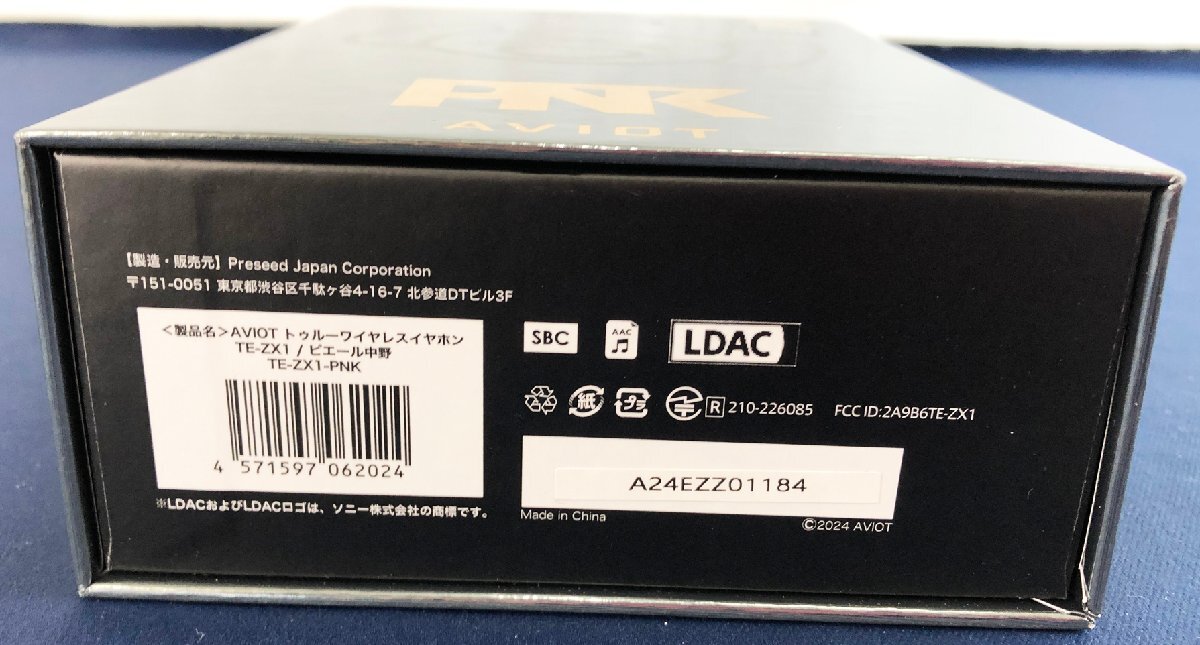 PNK
AVIOT
【製造・販売元】Preseed Japan Corporation
〒151-0051 東京都渋谷区千駄ヶ谷4-16-7 北参道DTビル3F
<製品名>AVIOT トゥルーワイヤレスイヤホン
TE-ZX1 / ピエール中野
TE-ZX1-PNK
4 571597 062024
※LDACおよびLDACロゴは、ソニー株式会社の商標です。
SBC
AAC
LDAC
紙
プラ
R 210-226085
FCC ID:2A9B6TE-ZX1
A24EZZ01184
Made in China
©2024 AVIOT